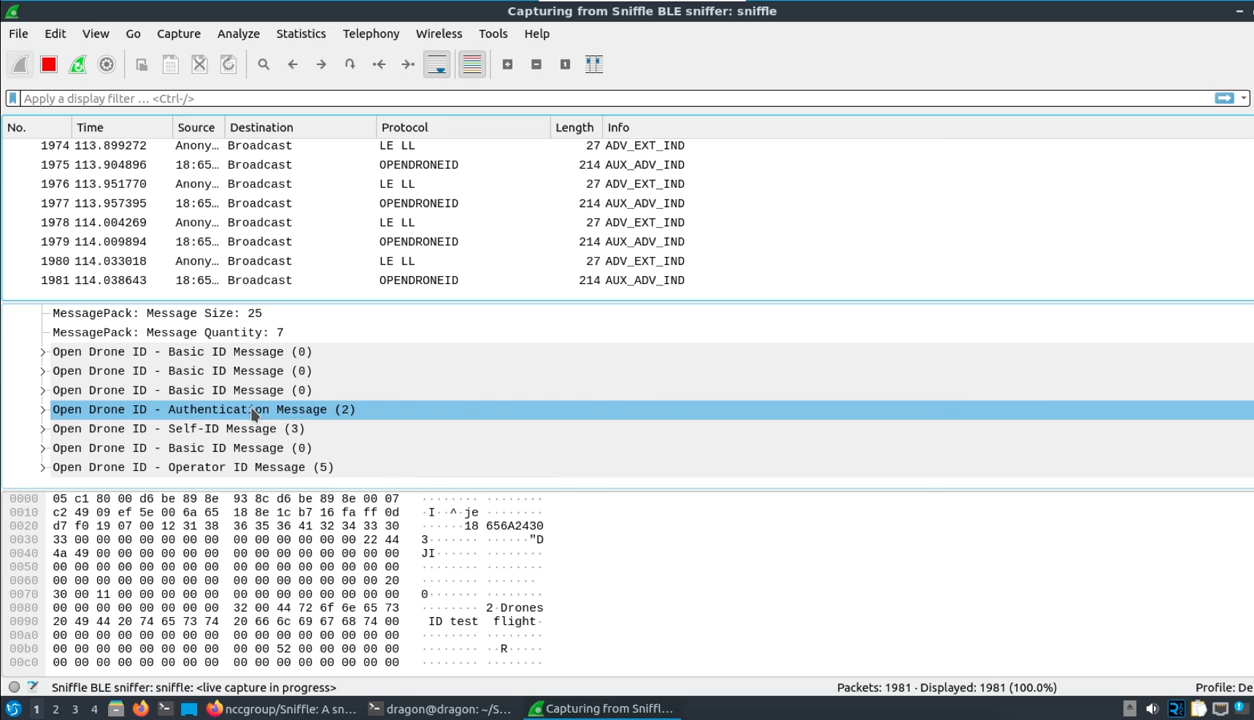 Capturing from Sniffle BLE sniffer: sniffle
File Edit View Go Capture Analyze Statistics Telephony Wireless Tools Help
Apply a display filter … <Ctrl-/>
No. Time Source Destination Protocol Length Info
1974 113.899272 Anony… Broadcast LE LL 27 ADV_EXT_IND
1975 113.904896 18:65… Broadcast OPENDRONEID 214 AUX_ADV_IND
1976 113.951770 Anony… Broadcast LE LL 27 ADV_EXT_IND
1977 113.957395 18:65… Broadcast OPENDRONEID 214 AUX_ADV_IND
1978 114.004269 Anony… Broadcast LE LL 27 ADV_EXT_IND
1979 114.009894 18:65… Broadcast OPENDRONEID 214 AUX_ADV_IND
1980 114.033018 Anony… Broadcast LE LL 27 ADV_EXT_IND
1981 114.038643 18:65… Broadcast OPENDRONEID 214 AUX_ADV_IND
MessagePack: Message Size: 25
MessagePack: Message Quantity: 7
Open Drone ID - Basic ID Message (0)
Open Drone ID - Basic ID Message (0)
Open Drone ID - Basic ID Message (0)
Open Drone ID - Authentication Message (2)
Open Drone ID - Self-ID Message (3)
Open Drone ID - Basic ID Message (0)
Open Drone ID - Operator ID Message (5)
0000 05 c1 80 00 d6 be 89 8e 93 8c d6 be 89 8e 00 07 ········ ········
0010 c2 49 09 ef 5e 00 6a 65 18 8e 1c b7 16 fa ff 0d ·I··^·je ········
0020 d7 f0 19 07 00 12 31 38 36 35 36 41 32 34 33 30 ······18 656A2430
0030 33 00 00 00 00 00 00 00 00 00 00 00 00 00 22 44 3······· ······"D
0040 4a 49 00 00 00 00 00 00 00 00 00 00 00 00 00 00 JI······ ········
0050 00 00 00 00 00 00 00 00 00 00 00 00 00 00 00 00 ········ ········
0060 00 00 00 00 00 00 00 00 00 00 00 00 00 00 00 20 ········ ·······
0070 30 00 11 00 00 00 00 00 00 00 00 00 00 00 00 00 0······· ········
0080 00 00 00 00 00 00 00 00 32 00 44 72 6f 6e 65 73 ········ 2·Drones
0090 20 49 44 20 74 65 73 74 20 66 6c 69 67 68 74 00 ID test flight·
00a0 00 00 00 00 00 00 00 00 00 00 00 00 00 00 00 00 ········ ········
00b0 00 00 00 00 00 00 00 00 00 00 52 00 00 00 00 00 ········ ··R·····
00c0 00 00 00 00 00 00 00 00 00 00 00 00 00 00 00 00 ········ ········
Sniffle BLE sniffer: sniffle: <live capture in progress> Packets: 1981 · Displayed: 1981 (100.0%) Profile: De
1 2 3 4 nccgroup/Sniffle: A sn… dragon@dragon: ~/S… Capturing from Sniffl…